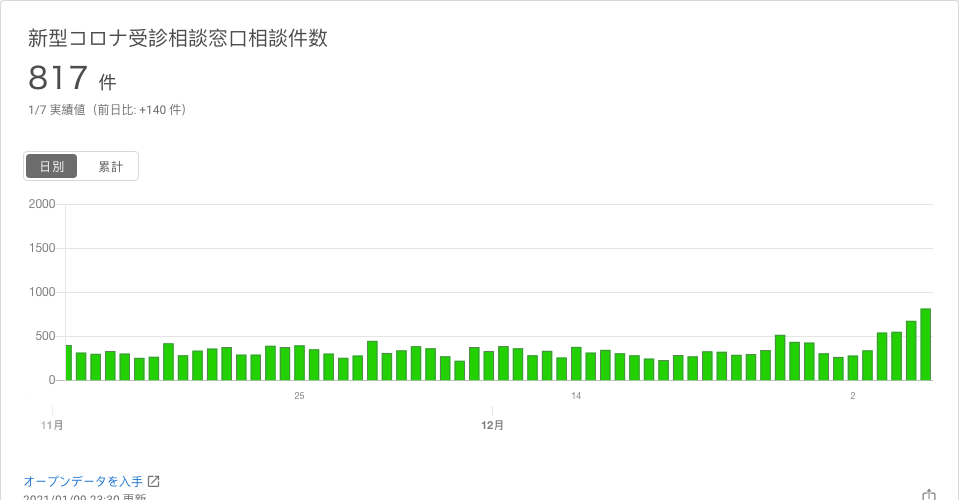 新型コロナ受診相談窓口相談件数
817 件
1/7 実績値（前日比: +140 件）
日別 累計
2000
1500
1000
500
0
25 14 2
11月 12月
オープンデータを入手
2021/01/09 23:30 更新